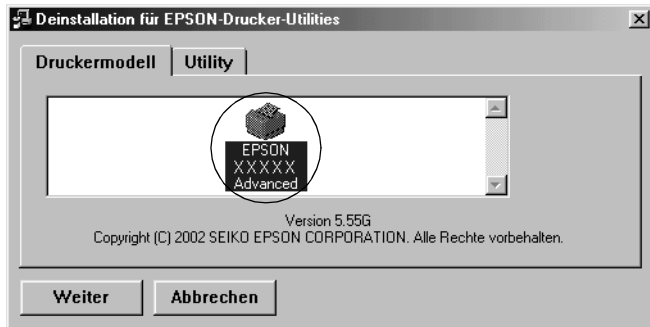 Deinstallation für EPSON-Drucker-Utilities
Druckermodell
Utility
EPSON
XXXXX
Advanced
Version 5.55G
Copyright (C) 2002 SEIKO EPSON CORPORATION. Alle Rechte vorbehalten.
Weiter
Abbrechen